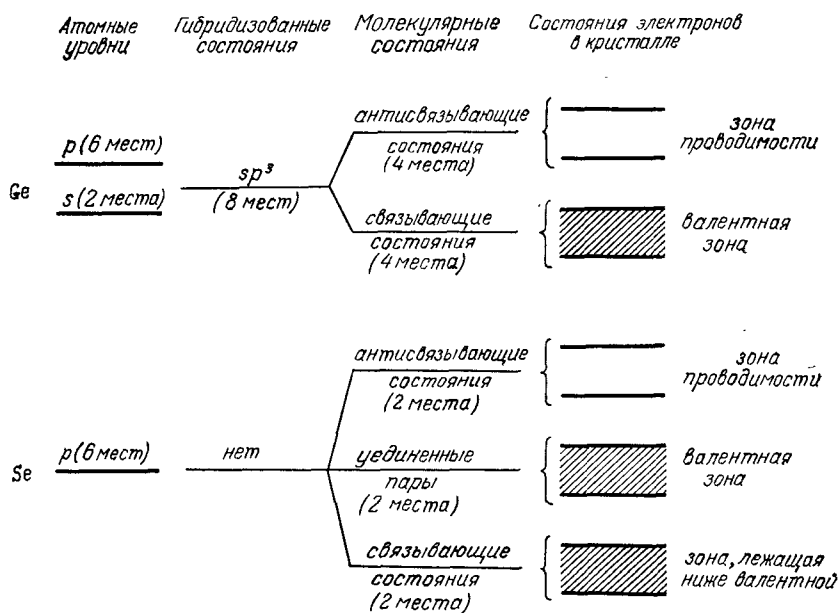 Атомные
уровни
Гибридизованные
состояния
Молекулярные
состояния
Состояния электронов
в кристалле
Ge
p (6 мест)
s (2 места)
sp³
(8 мест)
антисвязывающие
состояния
(4 места)
связывающие
состояния
(4 места)
зона
проводимости
валентная
зона
Se
p (6 мест)
нет
антисвязывающие
состояния
(2 места)
уединенные
пары
(2 места)
связывающие
состояния
(2 места)
зона
проводимости
валентная
зона
зона, лежащая
ниже валентной